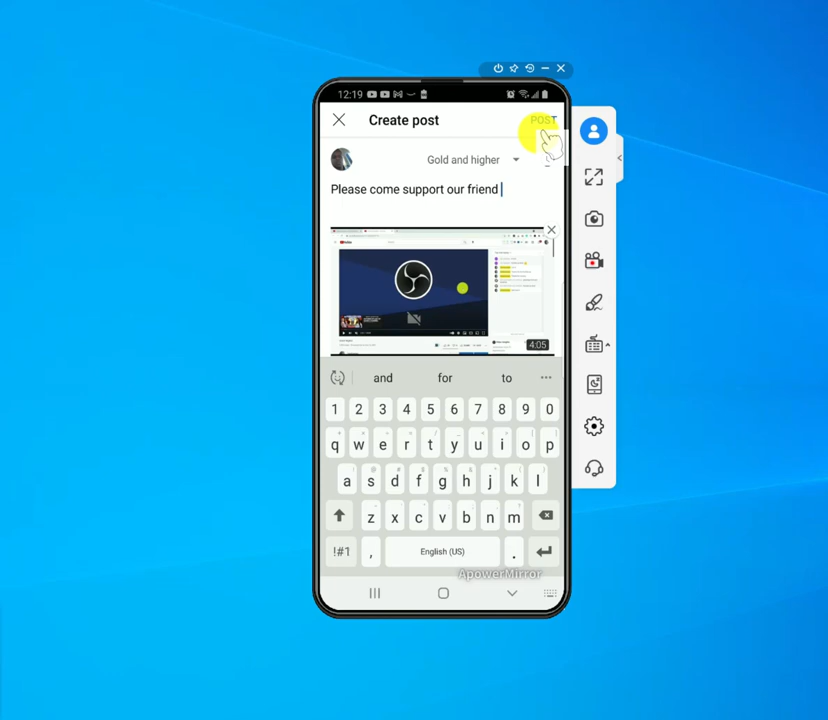 12:19
Create post
POST
Gold and higher
Please come support our friend
4:05
and for to
1 2 3 4 5 6 7 8 9 0
q w e r t y u i o p
a s d f g h j k l
z x c v b n m
!#1 , English (US) .
ApowerMirror